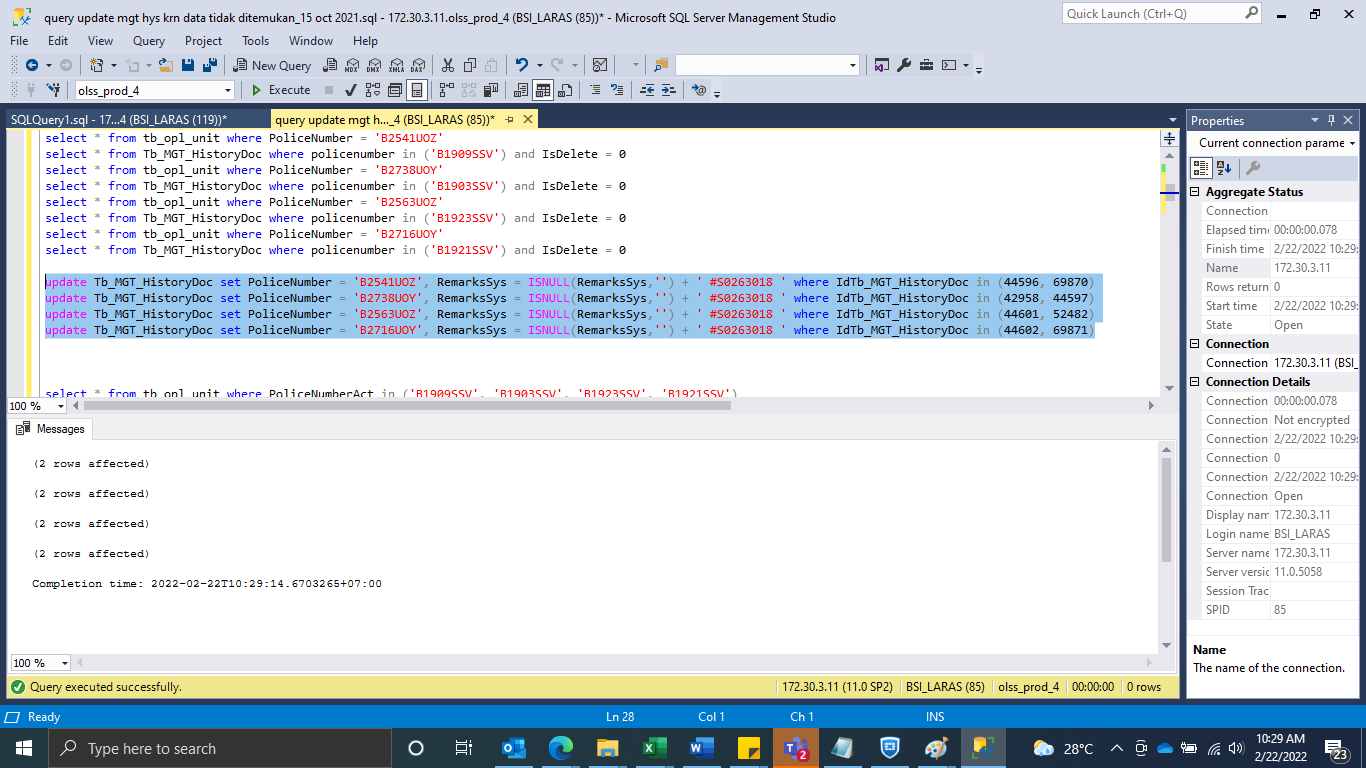 query update mgt hys krn data tidak ditemukan_15 oct 2021.sql - 172.30.3.11.olss_prod_4 (BSI_LARAS (85))* - Microsoft SQL Server Management Studio
Quick Launch (Ctrl+Q)
File Edit View Query Project Tools Window Help
New Query MDX DMX XMLA DAX
olss_prod_4 Execute
SQLQuery1.sql - 17...4 (BSI_LARAS (119))* query update mgt h..._4 (BSI_LARAS (85))*
select * from tb_opl_unit where PoliceNumber = 'B2541UOZ'
select * from Tb_MGT_HistoryDoc where policenumber in ('B1909SSV') and IsDelete = 0
select * from tb_opl_unit where PoliceNumber = 'B2738UOY'
select * from Tb_MGT_HistoryDoc where policenumber in ('B1903SSV') and IsDelete = 0
select * from tb_opl_unit where PoliceNumber = 'B2563UOZ'
select * from Tb_MGT_HistoryDoc where policenumber in ('B1923SSV') and IsDelete = 0
select * from tb_opl_unit where PoliceNumber = 'B2716UOY'
select * from Tb_MGT_HistoryDoc where policenumber in ('B1921SSV') and IsDelete = 0
update Tb_MGT_HistoryDoc set PoliceNumber = 'B2541UOZ', RemarksSys = ISNULL(RemarksSys,'') + ' #S0263018 ' where IdTb_MGT_HistoryDoc in (44596, 69870)
update Tb_MGT_HistoryDoc set PoliceNumber = 'B2738UOY', RemarksSys = ISNULL(RemarksSys,'') + ' #S0263018 ' where IdTb_MGT_HistoryDoc in (42958, 44597)
update Tb_MGT_HistoryDoc set PoliceNumber = 'B2563UOZ', RemarksSys = ISNULL(RemarksSys,'') + ' #S0263018 ' where IdTb_MGT_HistoryDoc in (44601, 52482)
update Tb_MGT_HistoryDoc set PoliceNumber = 'B2716UOY', RemarksSys = ISNULL(RemarksSys,'') + ' #S0263018 ' where IdTb_MGT_HistoryDoc in (44602, 69871)
select * from tb_opl_unit where PoliceNumberAct in ('B1909SSV', 'B1903SSV', 'B1923SSV', 'B1921SSV')
100 %
Messages
(2 rows affected)
(2 rows affected)
(2 rows affected)
(2 rows affected)
Completion time: 2022-02-22T10:29:14.6703265+07:00
100 %
Query executed successfully. 172.30.3.11 (11.0 SP2) BSI_LARAS (85) olss_prod_4 00:00:00 0 rows
Properties
Current connection parame
Aggregate Status
Connection
Elapsed time 00:00:00.078
Finish time 2/22/2022 10:29:
Name 172.30.3.11
Rows return 0
Start time 2/22/2022 10:29:
State Open
Connection
Connection 172.30.3.11 (BSI_
Connection Details
Connection 00:00:00.078
Connection Not encrypted
Connection 2/22/2022 10:29:
Connection 0
Connection 2/22/2022 10:29:
Connection Open
Display nam 172.30.3.11
Login name BSI_LARAS
Server name 172.30.3.11
Server versic 11.0.5058
Session Trac
SPID 85
Name
The name of the connection.
Ready Ln 28 Col 1 Ch 1 INS
Type here to search 2 28°C 10:29 AM
2/22/2022 23